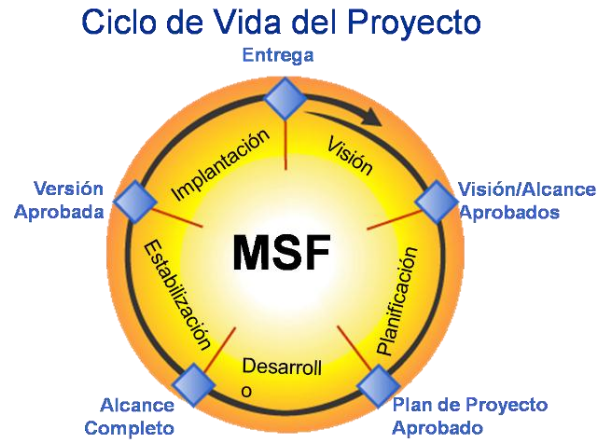 Ciclo de Vida del Proyecto
Entrega
Implantación
Visión
Versión
Aprobada
Visión/Alcance
Aprobados
MSF
Estabilización
Planificación
Desarroll
o
Alcance
Completo
Plan de Proyecto
Aprobado